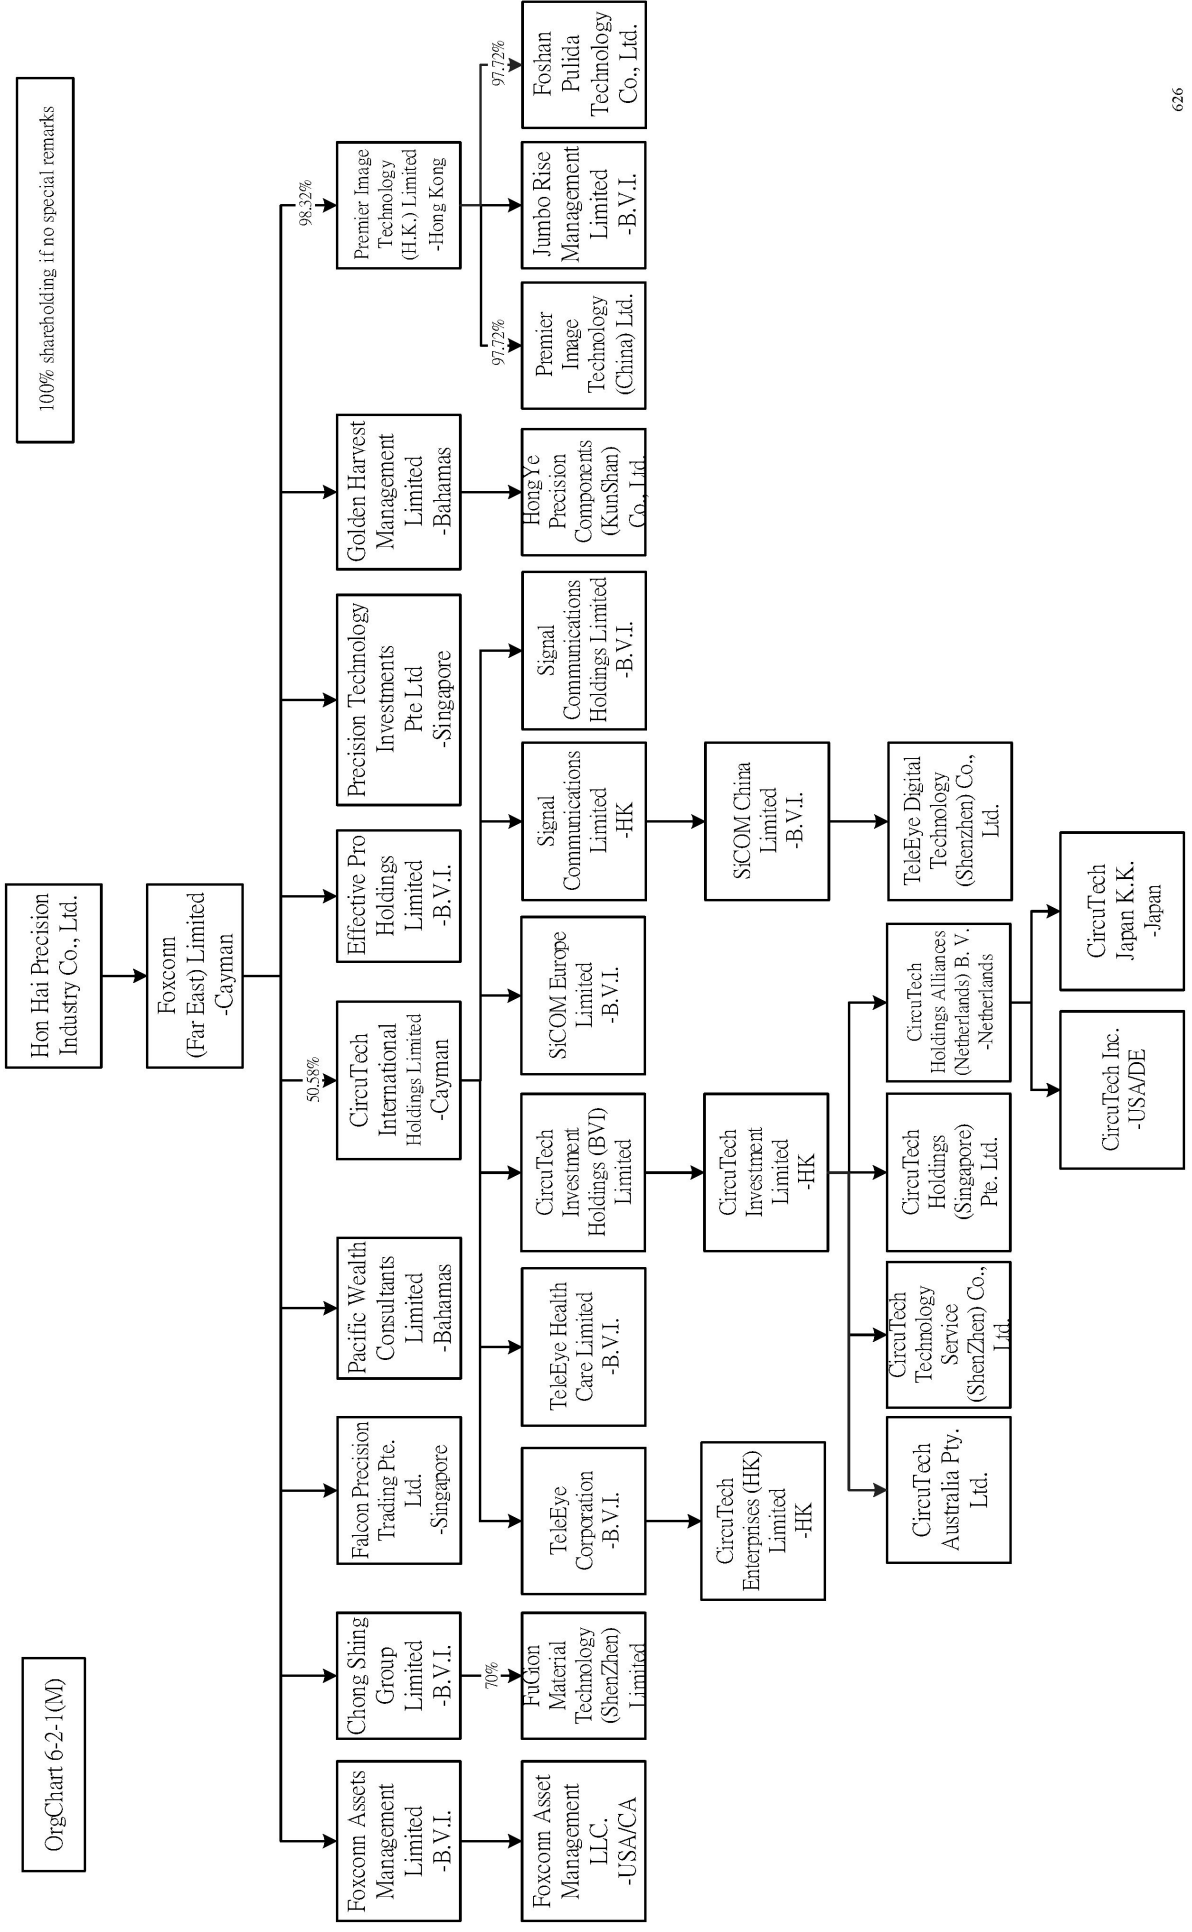 OrgChart 6-2-1(M)
100% shareholding if no special remarks
Hon Hai Precision
Industry Co., Ltd.
Foxconn
(Far East) Limited
-Cayman
50.58%
98.32%
Foxconn Assets
Management
Limited
-B.V.I.
Chong Shing
Group
Limited
-B.V.I.
Falcon Precision
Trading Pte.
Ltd.
-Singapore
Pacific Wealth
Consultants
Limited
-Bahamas
CircuTech
International
Holdings Limited
-Cayman
Effective Pro
Holdings
Limited
-B.V.I.
Precision Technology
Investments
Pte Ltd
-Singapore
Golden Harvest
Management
Limited
-Bahamas
Premier Image
Technology
(H.K.) Limited
-Hong Kong
70%
97.72%
97.72%
Foxconn Asset
Management
LLC.
-USA/CA
FuGion
Material
Technology
(ShenZhen)
Limited
TeleEye
Corporation
-B.V.I.
TeleEye Health
Care Limited
-B.V.I.
CircuTech
Investment
Holdings (BVI)
Limited
SiCOM Europe
Limited
-B.V.I.
Signal
Communications
Limited
-HK
Signal
Communications
Holdings Limited
-B.V.I.
HongYe
Precision
Components
(KunShan)
Co., Ltd.
Premier
Image
Technology
(China) Ltd.
Jumbo Rise
Management
Limited
-B.V.I.
Foshan
Pulida
Technology
Co., Ltd.
CircuTech
Enterprises (HK)
Limited
-HK
CircuTech
Investment
Limited
-HK
SiCOM China
Limited
-B.V.I.
CircuTech
Australia Pty.
Ltd.
CircuTech
Technology
Service
(ShenZhen) Co.,
Ltd.
CircuTech
Holdings
(Singapore)
Pte. Ltd.
CircuTech
Holdings Alliances
(Netherlands) B. V.
-Netherlands
TeleEye Digital
Technology
(Shenzhen) Co.,
Ltd.
CircuTech Inc.
-USA/DE
CircuTech
Japan K.K.
-Japan
626